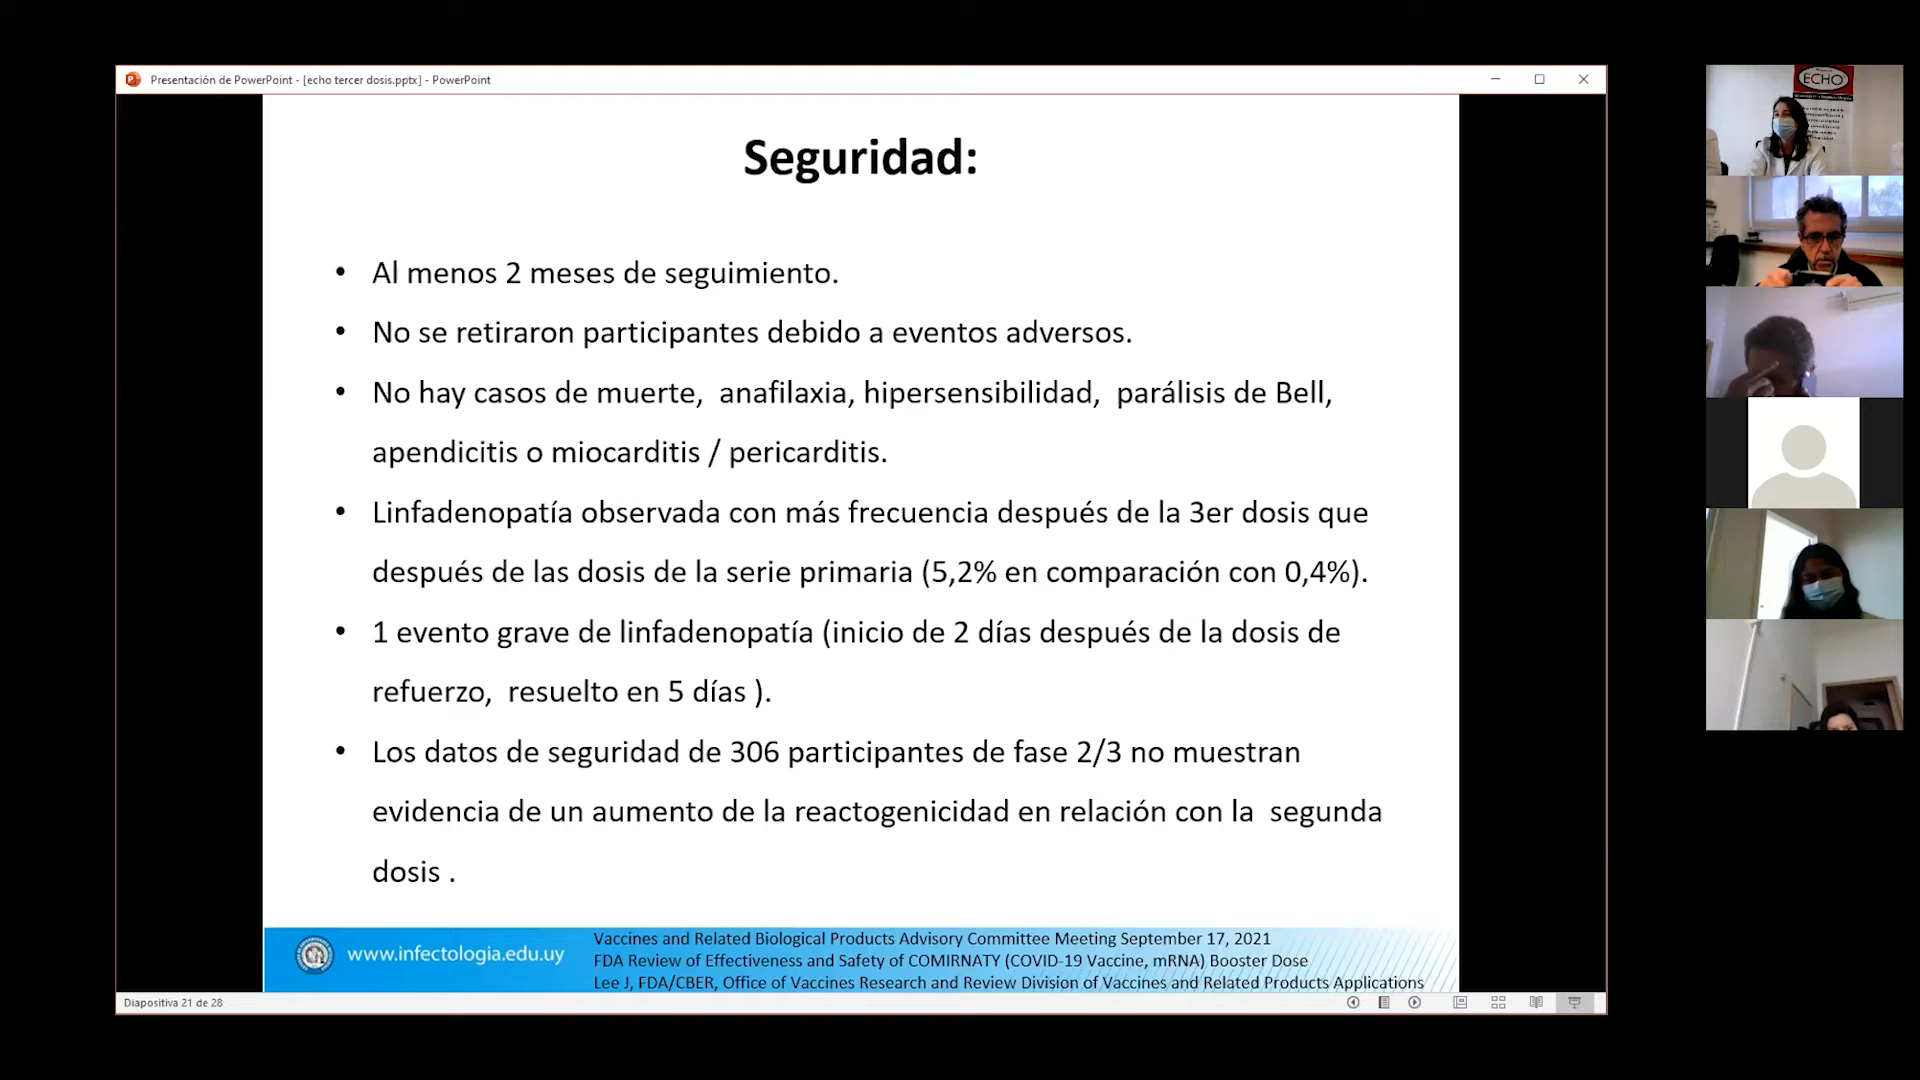 Presentación de PowerPoint - [echo tercer dosis.pptx] - PowerPoint
Seguridad:
• Al menos 2 meses de seguimiento.
• No se retiraron participantes debido a eventos adversos.
• No hay casos de muerte,  anafilaxia, hipersensibilidad,  parálisis de Bell,
apendicitis o miocarditis / pericarditis.
• Linfadenopatía observada con más frecuencia después de la 3er dosis que
después de las dosis de la serie primaria (5,2% en comparación con 0,4%).
• 1 evento grave de linfadenopatía (inicio de 2 días después de la dosis de
refuerzo,  resuelto en 5 días ).
• Los datos de seguridad de 306 participantes de fase 2/3 no muestran
evidencia de un aumento de la reactogenicidad en relación con la  segunda
dosis .
www.infectologia.edu.uy
Vaccines and Related Biological Products Advisory Committee Meeting September 17, 2021
FDA Review of Effectiveness and Safety of COMIRNATY (COVID-19 Vaccine, mRNA) Booster Dose
Lee J, FDA/CBER, Office of Vaccines Research and Review Division of Vaccines and Related Products Applications
Diapositiva 21 de 28
ECHO